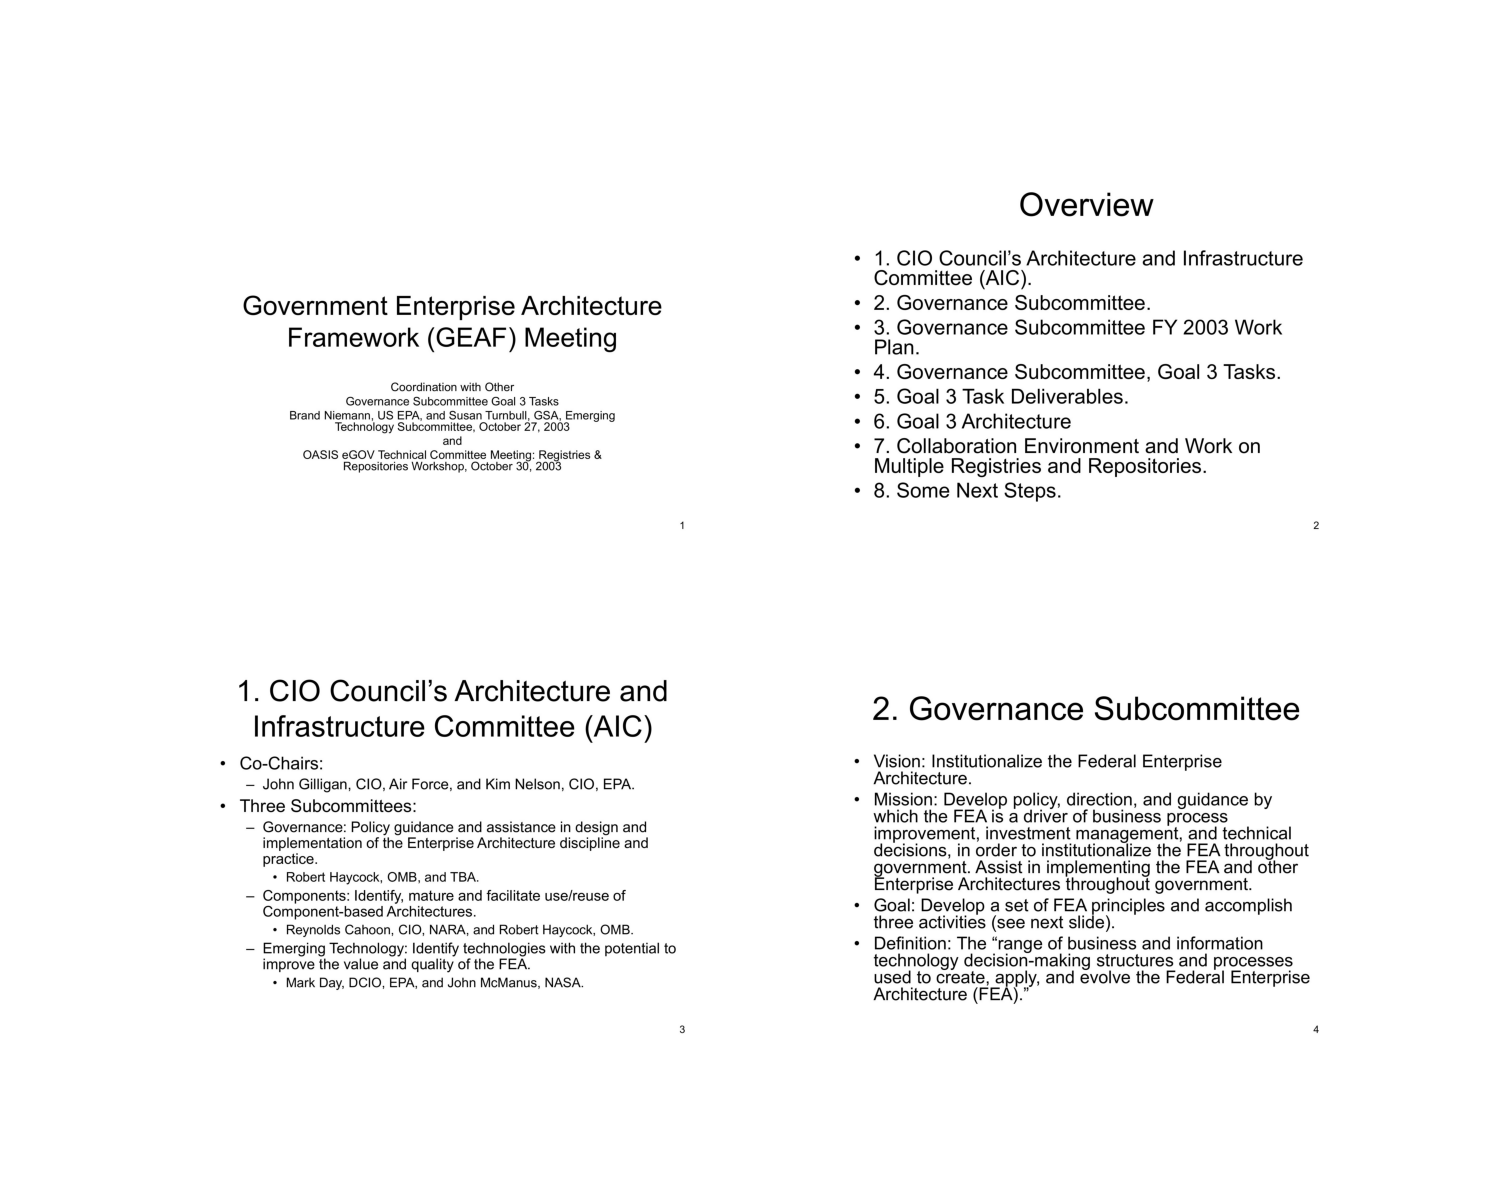 Government Enterprise Architecture
Framework (GEAF) Meeting
Coordination with Other
Governance Subcommittee Goal 3 Tasks
Brand Niemann, US EPA, and Susan Turnbull, GSA, Emerging
Technology Subcommittee, October 27, 2003
and
OASIS eGOV Technical Committee Meeting: Registries &
Repositories Workshop, October 30, 2003
1
Overview
• 1. CIO Council’s Architecture and Infrastructure
Committee (AIC).
• 2. Governance Subcommittee.
• 3. Governance Subcommittee FY 2003 Work
Plan.
• 4. Governance Subcommittee, Goal 3 Tasks.
• 5. Goal 3 Task Deliverables.
• 6. Goal 3 Architecture
• 7. Collaboration Environment and Work on
Multiple Registries and Repositories.
• 8. Some Next Steps.
2
1. CIO Council’s Architecture and
Infrastructure Committee (AIC)
• Co-Chairs:
– John Gilligan, CIO, Air Force, and Kim Nelson, CIO, EPA.
• Three Subcommittees:
– Governance: Policy guidance and assistance in design and
implementation of the Enterprise Architecture discipline and
practice.
• Robert Haycock, OMB, and TBA.
– Components: Identify, mature and facilitate use/reuse of
Component-based Architectures.
• Reynolds Cahoon, CIO, NARA, and Robert Haycock, OMB.
– Emerging Technology: Identify technologies with the potential to
improve the value and quality of the FEA.
• Mark Day, DCIO, EPA, and John McManus, NASA.
3
2. Governance Subcommittee
• Vision: Institutionalize the Federal Enterprise
Architecture.
• Mission: Develop policy, direction, and guidance by
which the FEA is a driver of business process
improvement, investment management, and technical
decisions, in order to institutionalize the FEA throughout
government. Assist in implementing the FEA and other
Enterprise Architectures throughout government.
• Goal: Develop a set of FEA principles and accomplish
three activities (see next slide).
• Definition: The “range of business and information
technology decision-making structures and processes
used to create, apply, and evolve the Federal Enterprise
Architecture (FEA).”
4